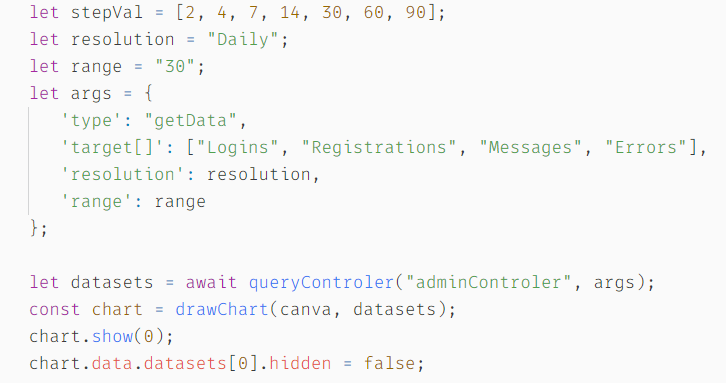 let stepVal = [2, 4, 7, 14, 30, 60, 90];
let resolution = "Daily";
let range = "30";
let args = {
'type': "getData",
'target[]': ["Logins", "Registrations", "Messages", "Errors"],
'resolution': resolution,
'range': range
};
let datasets = await queryControler("adminControler", args);
const chart = drawChart(canva, datasets);
chart.show(0);
chart.data.datasets[0].hidden = false;